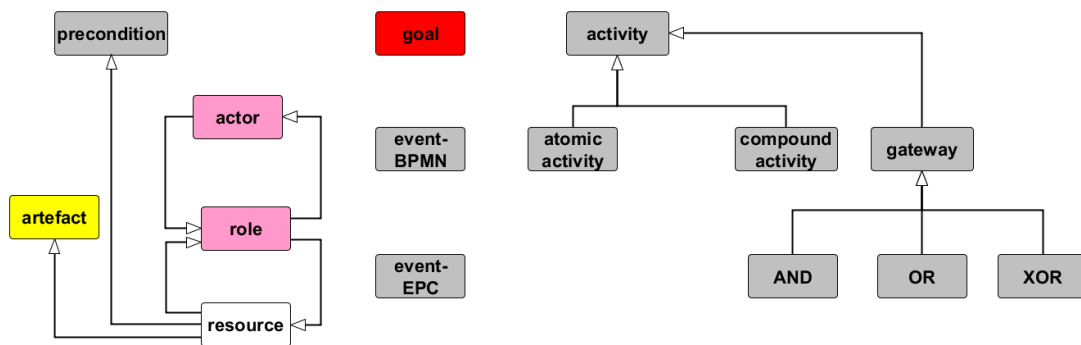 precondition
goal
activity
actor
event-
BPMN
atomic
activity
compound
activity
gateway
artefact
role
event-
EPC
AND
OR
XOR
resource